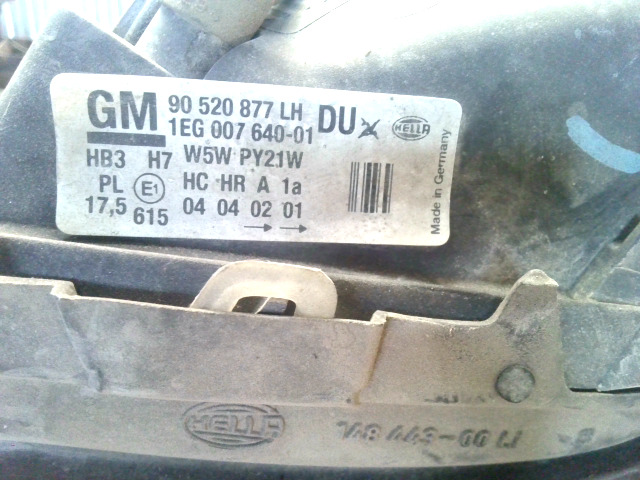 GM 90 520 877 LH DU HELLA
1EG 007 640-01
HB3 H7 W5W PY21W
PL E1 HC HR A 1a
17,5 615 04 04 02 01
Made in Germany
HELLA